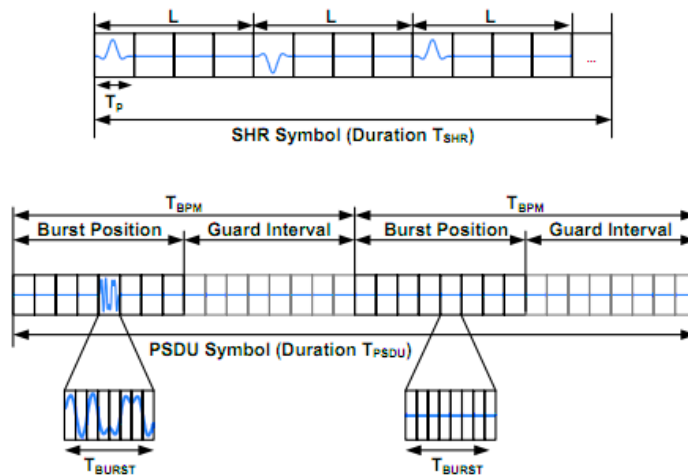 L L L
...
Tp
SHR Symbol (Duration TSHR)
TBPM TBPM
Burst Position Guard Interval Burst Position Guard Interval
PSDU Symbol (Duration TPSDU)
TBURST TBURST